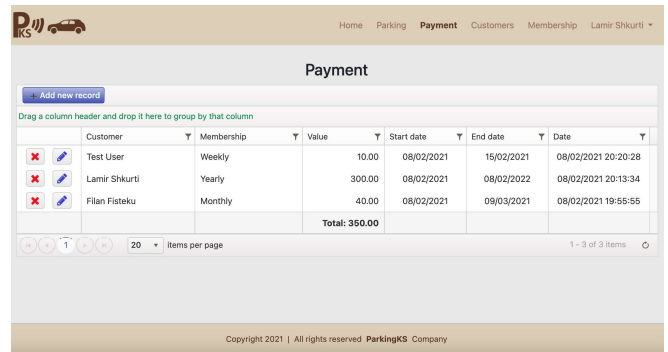 PKS
Home Parking Payment Customers Membership Lamir Shkurti
Payment
+ Add new record
Drag a column header and drop it here to group by that column
Customer Membership Value Start date End date Date
Test User Weekly 10.00 08/02/2021 15/02/2021 08/02/2021 20:20:28
Lamir Shkurti Yearly 300.00 08/02/2021 08/02/2022 08/02/2021 20:13:34
Filan Fisteku Monthly 40.00 08/02/2021 09/03/2021 08/02/2021 19:55:55
Total: 350.00
1 20 items per page 1 - 3 of 3 items
Copyright 2021 | All rights reserved ParkingKS Company